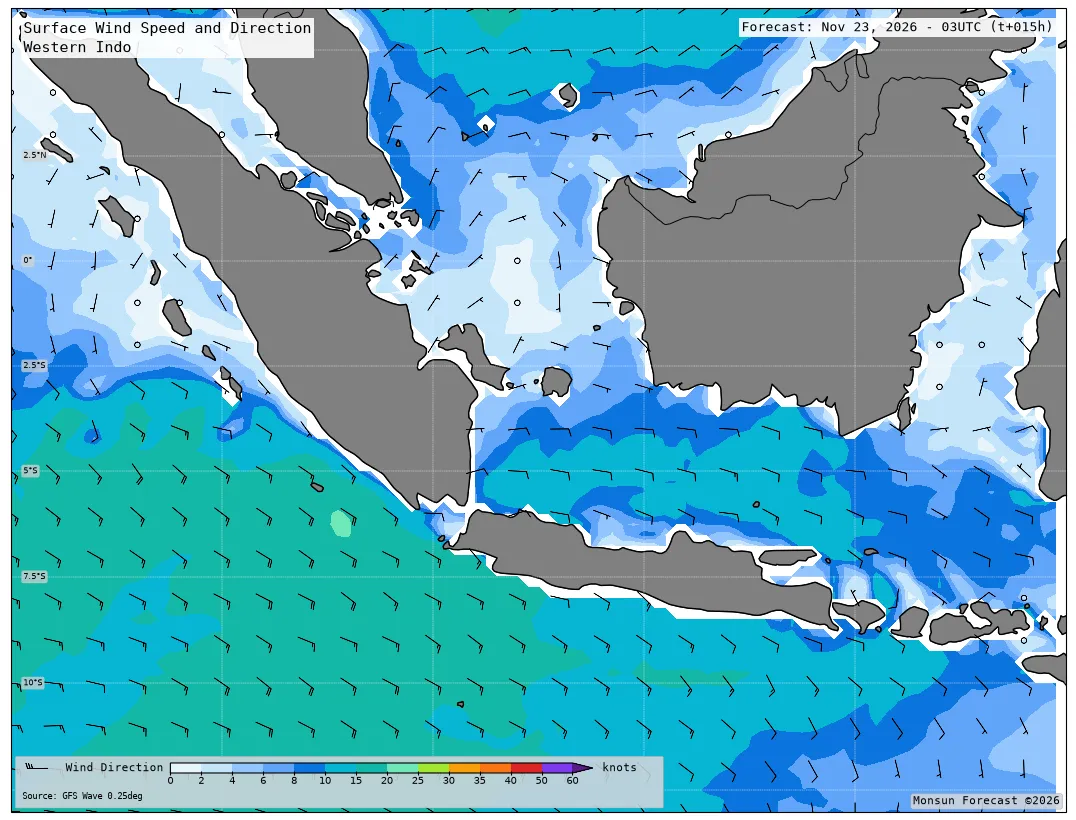 Surface Wind Speed and Direction
Western Indo
Forecast: Nov 23, 2026 - 03UTC (t+015h)
2.5°N
0°
2.5°S
5°S
7.5°S
10°S
Wind Direction
knots
0 2 4 6 8 10 15 20 25 30 35 40 50 60
Source: GFS Wave 0.25deg
Monsun Forecast ©2026